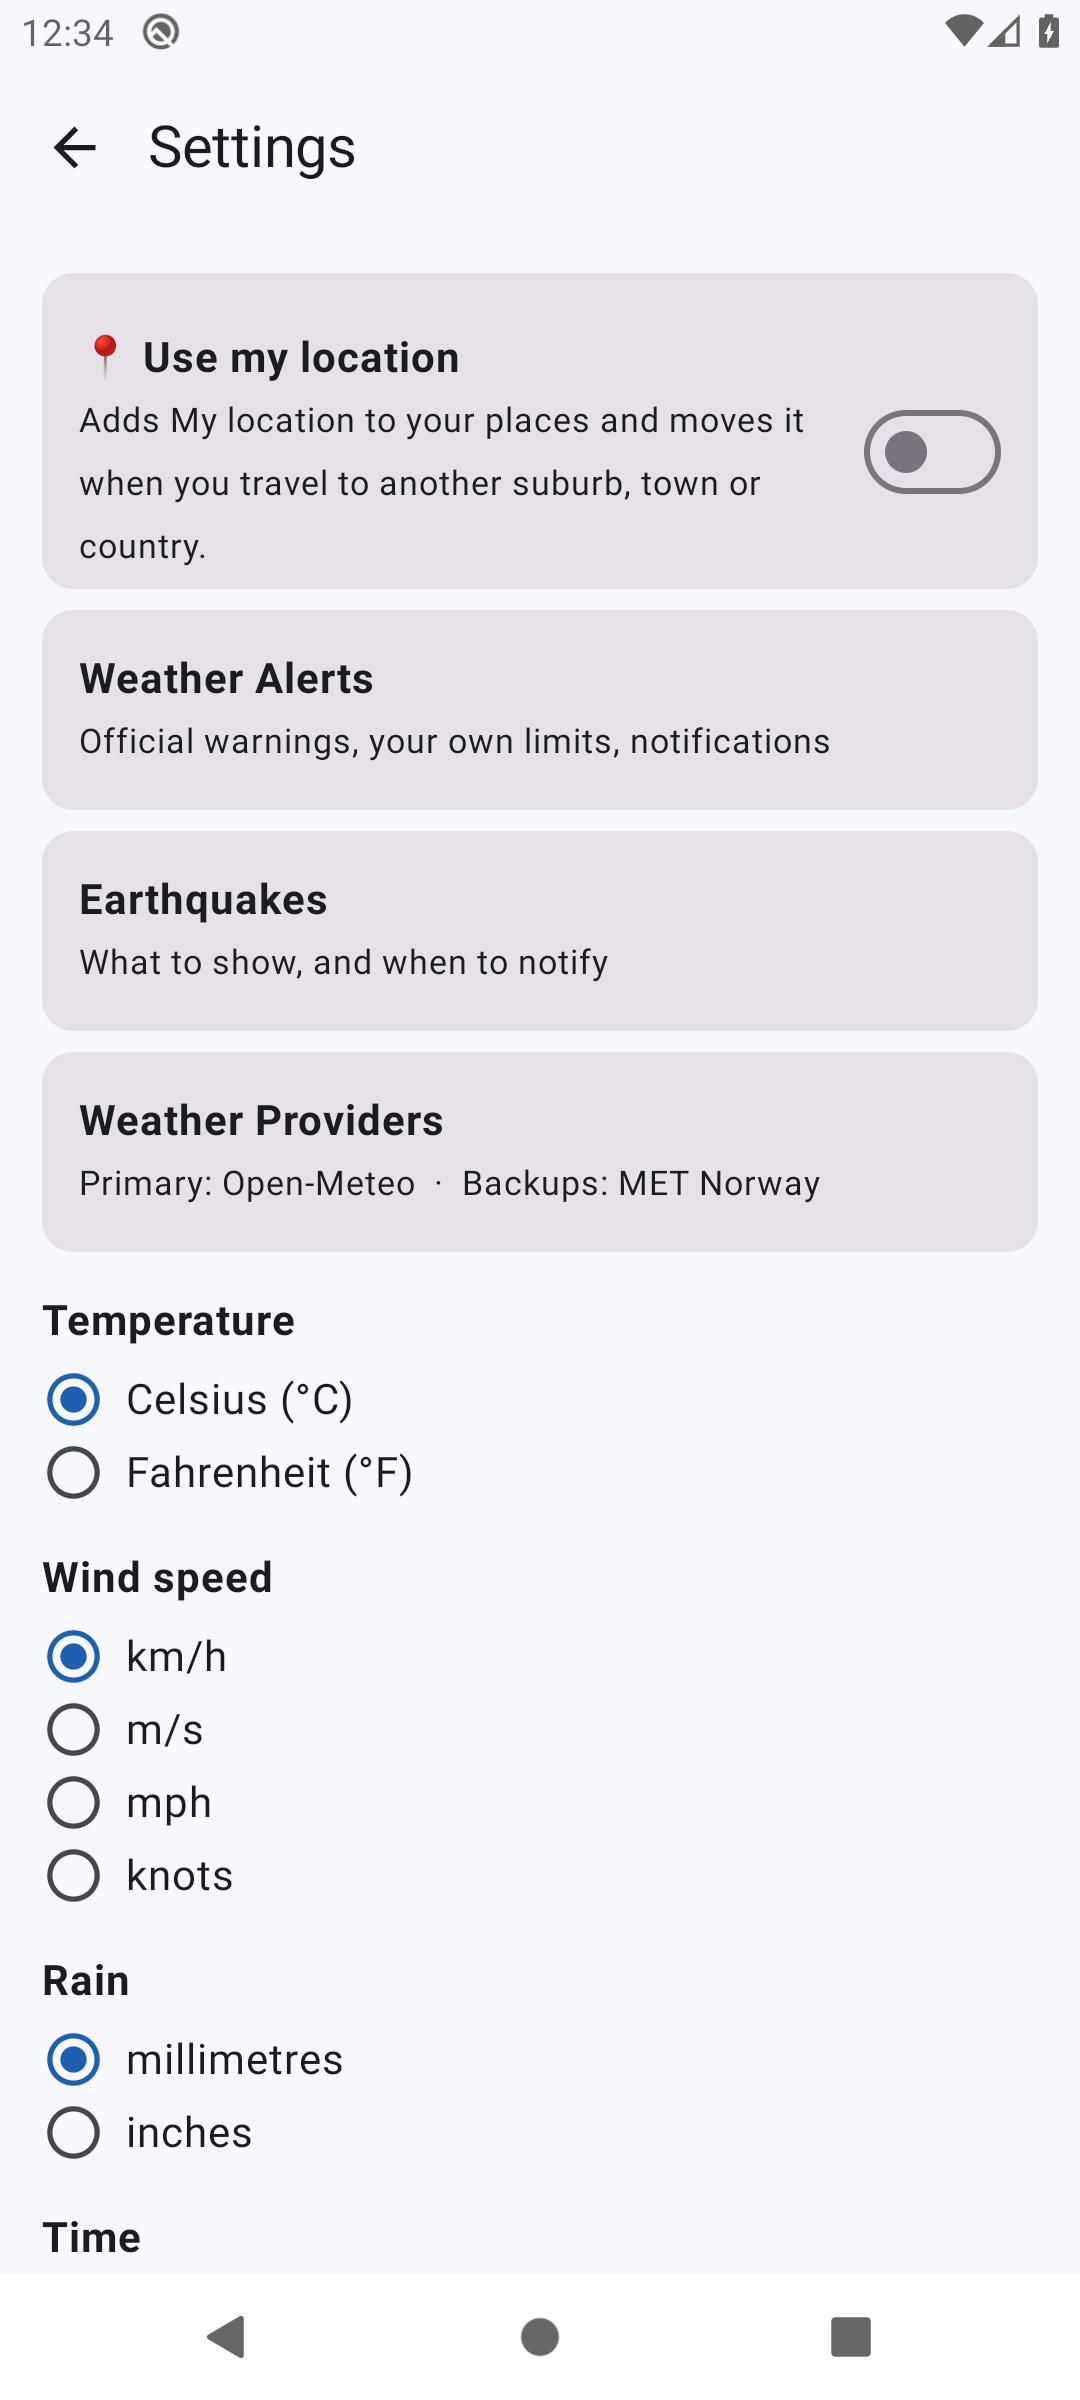 12:34
Settings
📍 Use my location
Adds My location to your places and moves it
when you travel to another suburb, town or
country.
Weather Alerts
Official warnings, your own limits, notifications
Earthquakes
What to show, and when to notify
Weather Providers
Primary: Open-Meteo · Backups: MET Norway
Temperature
Celsius (°C)
Fahrenheit (°F)
Wind speed
km/h
m/s
mph
knots
Rain
millimetres
inches
Time